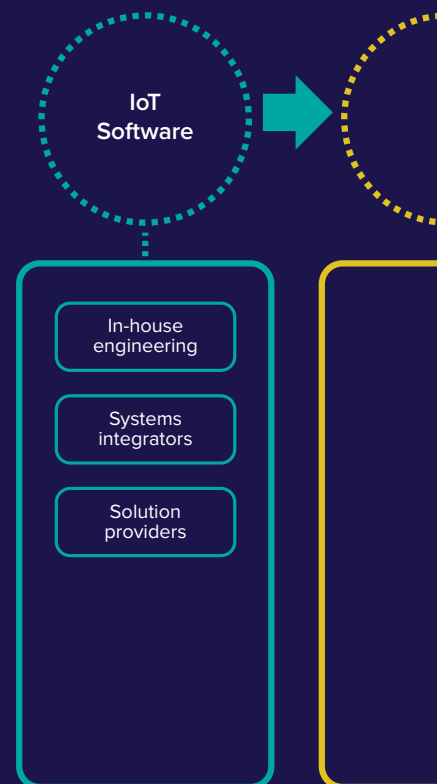 IoT
Software
In-house
engineering
Systems
integrators
Solution
providers